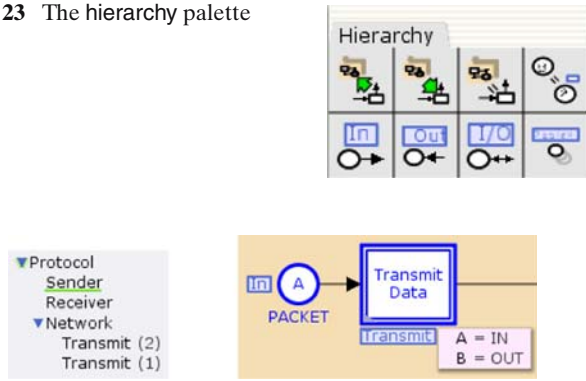 23 The hierarchy palette
Hierarchy
In Out I/O
Protocol
Sender
Receiver
Network
Transmit (2)
Transmit (1)
In
A
PACKET
Transmit
Data
Transmit
A = IN
B = OUT